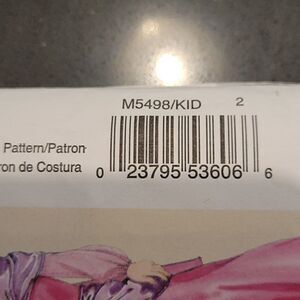 M5498/KID 2
Pattern/Patron
ron de Costura
0 23795 53606 6